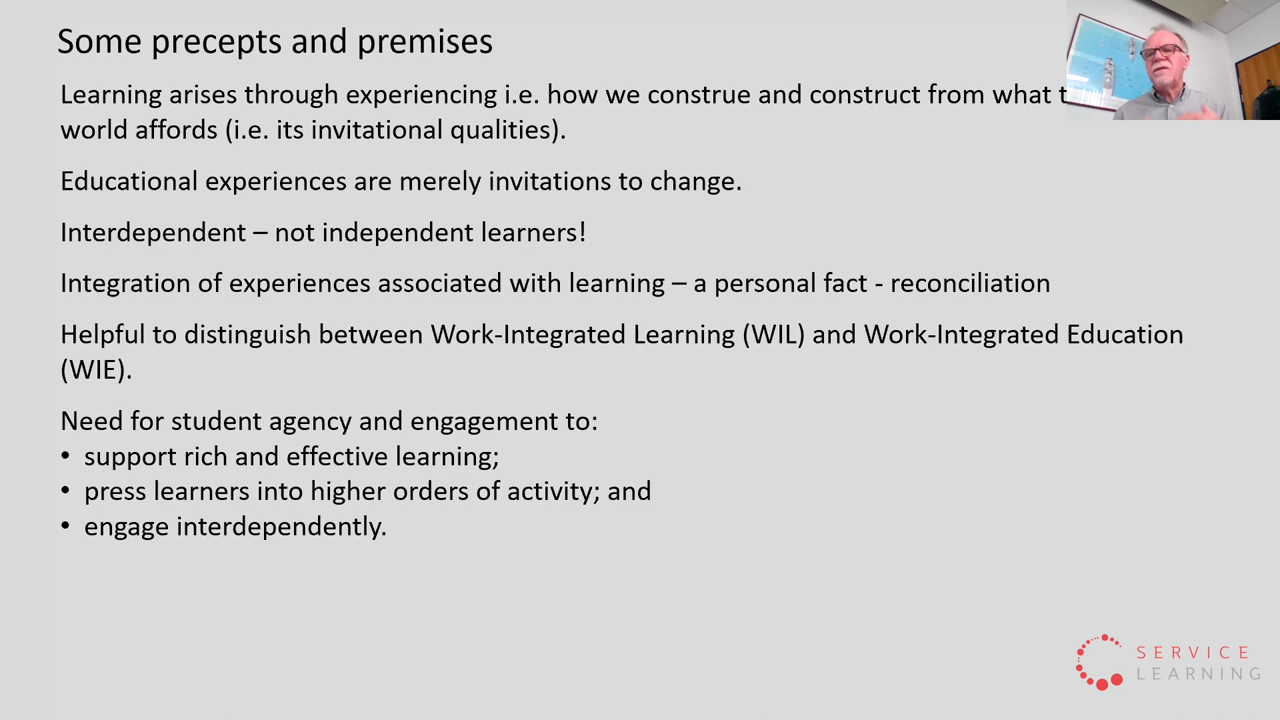 Some precepts and premises
Learning arises through experiencing i.e. how we construe and construct from what
world affords (i.e. its invitational qualities).
Educational experiences are merely invitations to change.
Interdependent – not independent learners!
Integration of experiences associated with learning – a personal fact - reconciliation
Helpful to distinguish between Work-Integrated Learning (WIL) and Work-Integrated Education
(WIE).
Need for student agency and engagement to:
• support rich and effective learning;
• press learners into higher orders of activity; and
• engage interdependently.
SERVICE
LEARNING